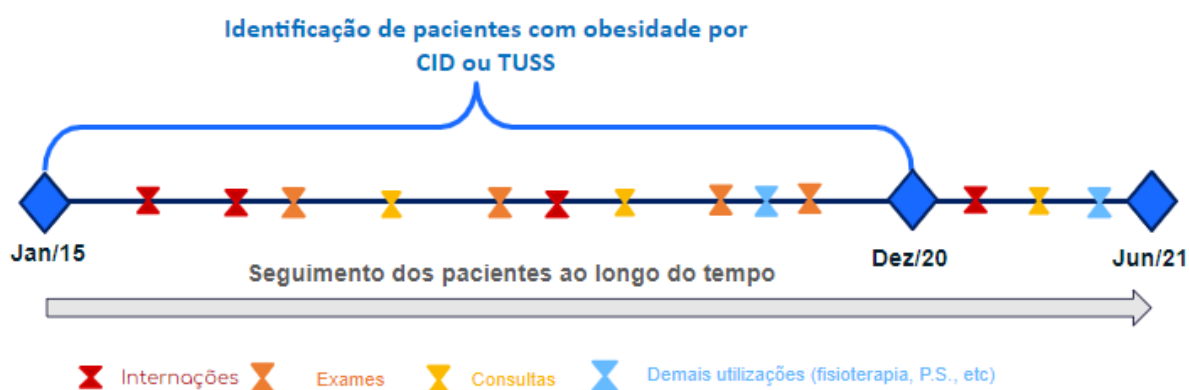 Identificação de pacientes com obesidade por
CID ou TUSS
Jan/15
Dez/20
Jun/21
Seguimento dos pacientes ao longo do tempo
Internações
Exames
Consultas
Demais utilizações (fisioterapia, P.S., etc)